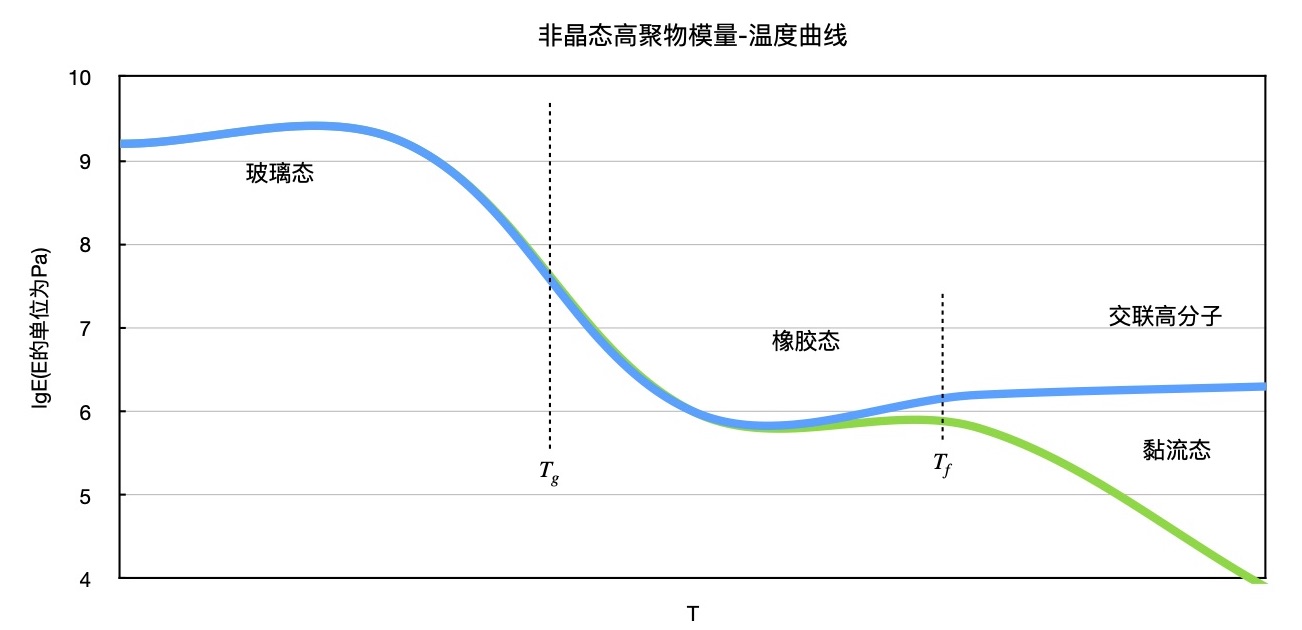 非晶态高聚物模量-温度曲线
10
9
8
7
6
5
4
lgE(E的单位为Pa)
玻璃态
橡胶态
交联高分子
黏流态
Tg
Tf
T